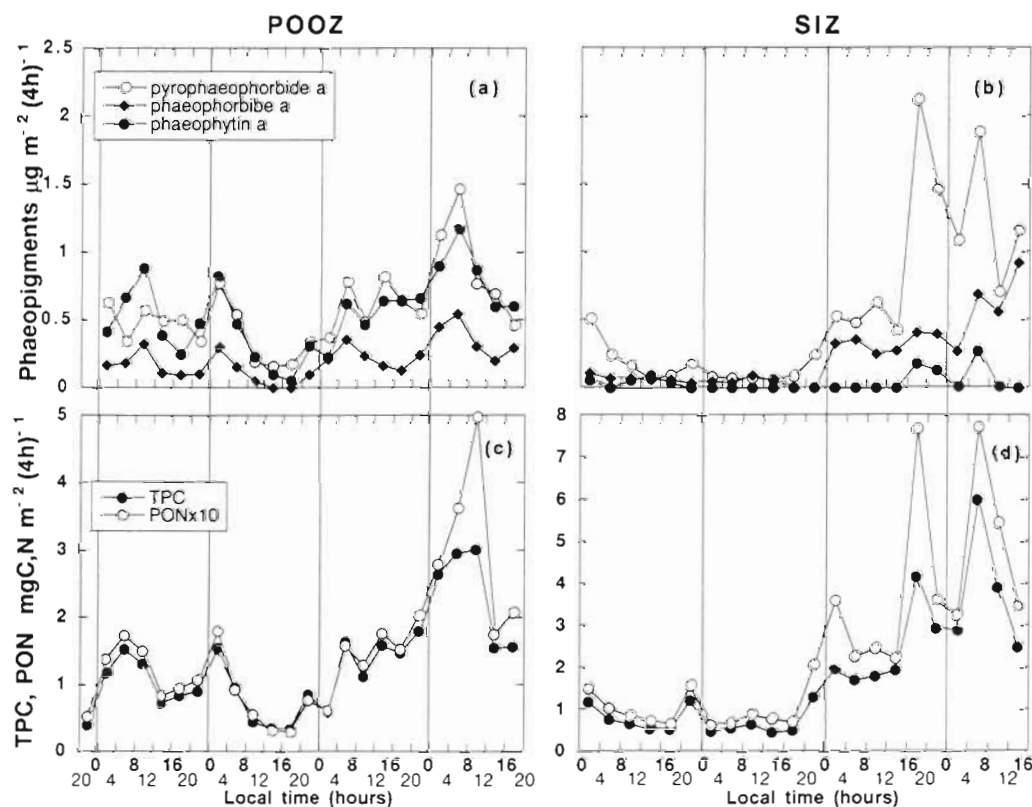 POOZ
SIZ
Phaeopigments µg m⁻² (4h)⁻¹
2.5
2
1.5
1
0.5
0
pyrophaeophorbide a
phaeophorbibe a
phaeophytin a
(a)
(b)
TPC, PON mgC,N m⁻² (4h)⁻¹
5
4
3
2
1
0
TPC
PONx10
(c)
8
7
6
5
4
3
2
1
0
(d)
20 0 4 8 12 16 20 0 4 8 12 16 20 0 4 8 12 16 20 0 4 8 12 16 20
0 4 8 12 16 20 0 4 8 12 16 20 0 4 8 12 16 20 0 4 8 12 16
Local time (hours)
Local time (hours)